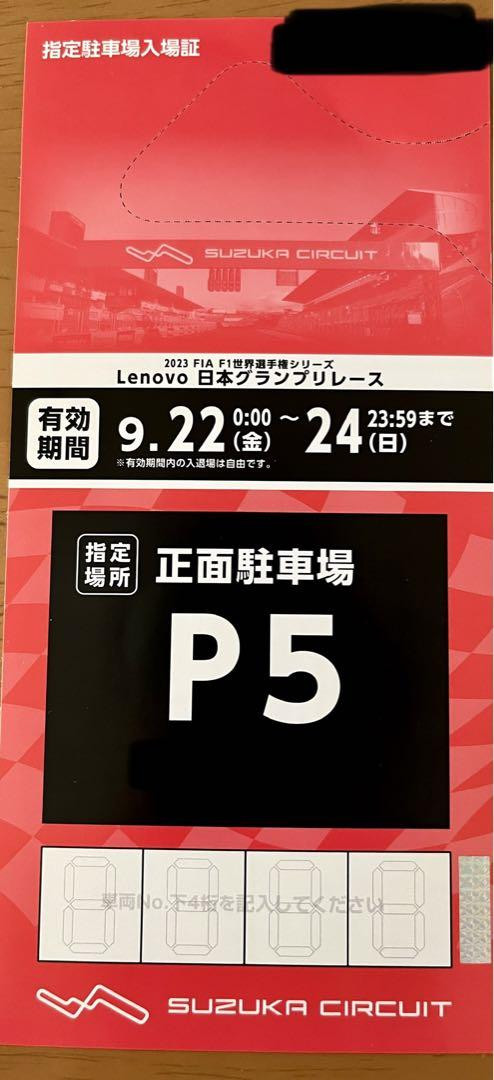 指定駐車場入場証
SUZUKA CIRCUIT
2023 FIA F1世界選手権シリーズ
Lenovo 日本グランプリレース
有効期間 9.22 0:00 (金) 〜 24 23:59まで (日)
※有効期間内の入退場は自由です。
指定場所 正面駐車場
P5
車両No.下4桁を記入してください
SUZUKA CIRCUIT